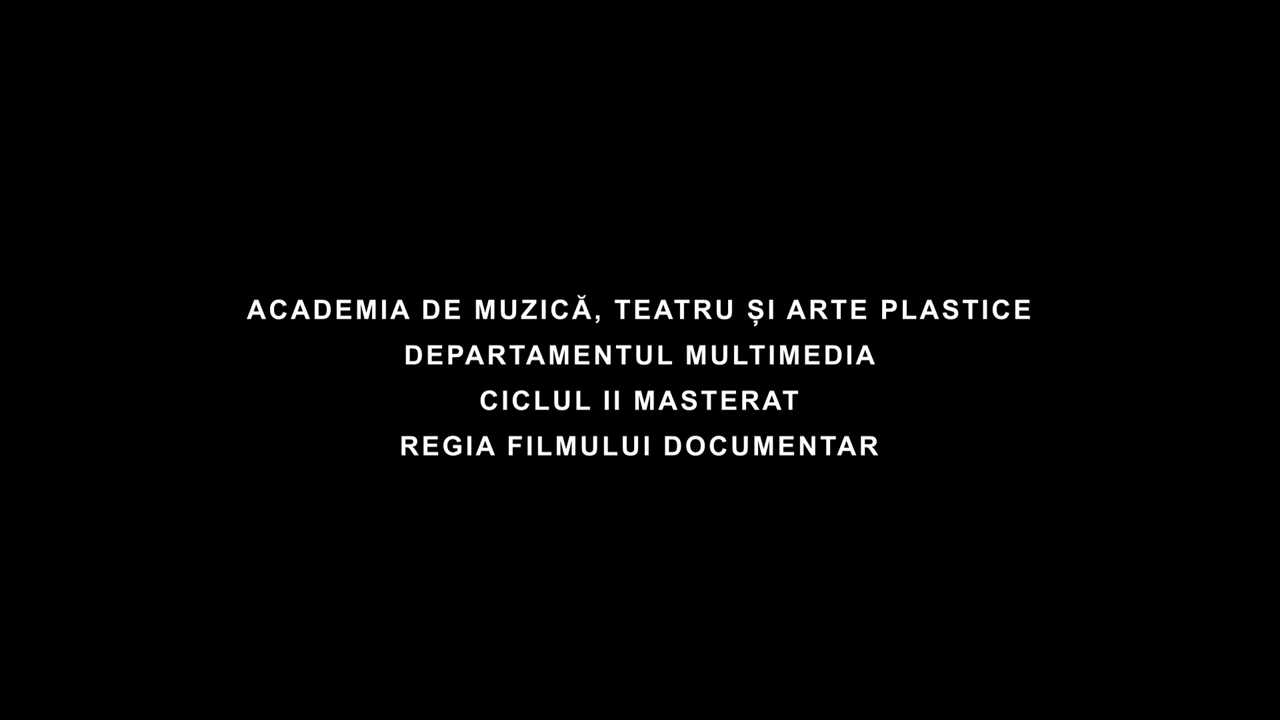 ACADEMIA DE MUZICĂ, TEATRU ȘI ARTE PLASTICE
DEPARTAMENTUL MULTIMEDIA
CICLUL II MASTERAT
REGIA FILMULUI DOCUMENTAR